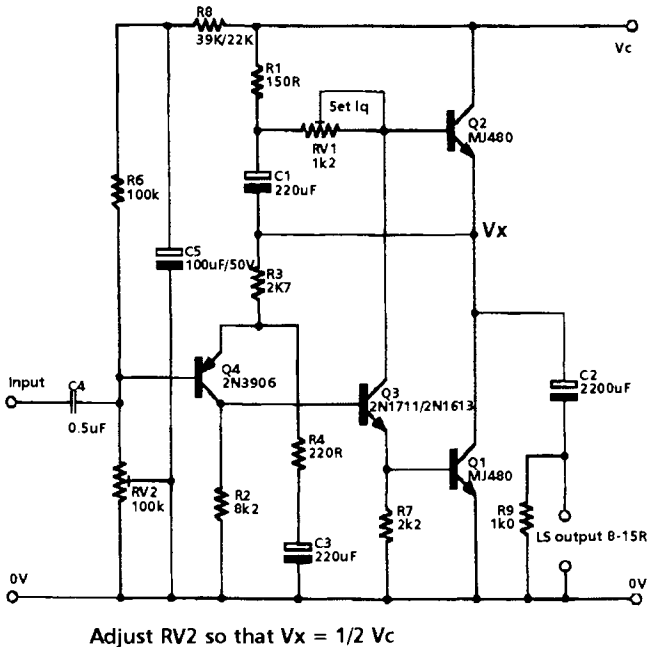 R8
39K/22K
Vc
R1
150R
Set Iq
RV1
1k2
Q2
MJ480
R6
100k
C1
220uF
Vx
C5
100uF/50V
R3
2K7
Q4
2N3906
C2
2200uF
Input
C4
0.5uF
Q3
2N1711/2N1613
R4
220R
Q1
MJ480
RV2
100k
R2
8k2
R7
2k2
R9
1k0
LS output 8-15R
C3
220uF
0V
0V
Adjust RV2 so that Vx = 1/2 Vc